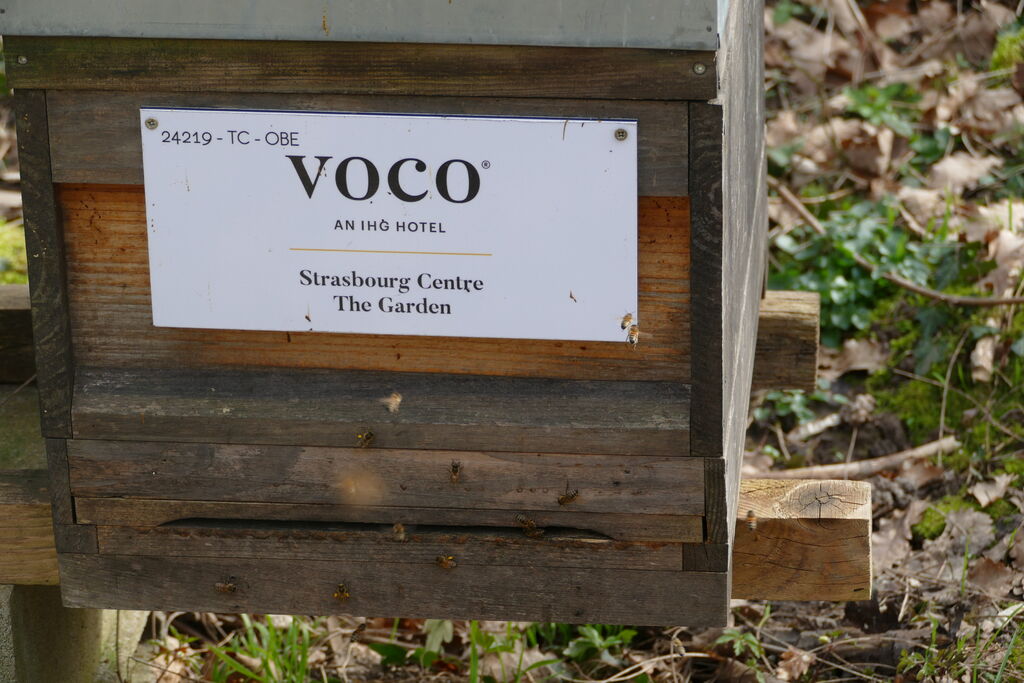 24219 - TC - OBE
VOCO®
AN IHG HOTEL
Strasbourg Centre
The Garden